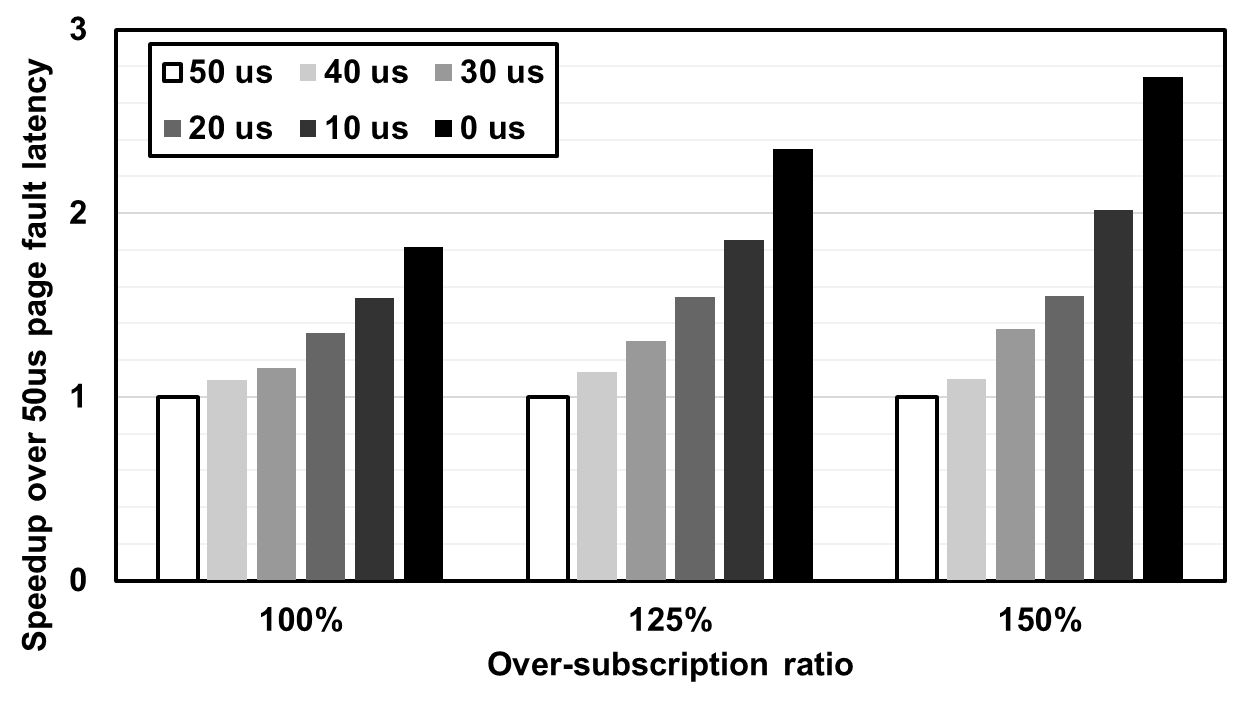 Speedup over 50us page fault latency
3
2
1
0
50 us 40 us 30 us
20 us 10 us 0 us
100% 125% 150%
Over-subscription ratio